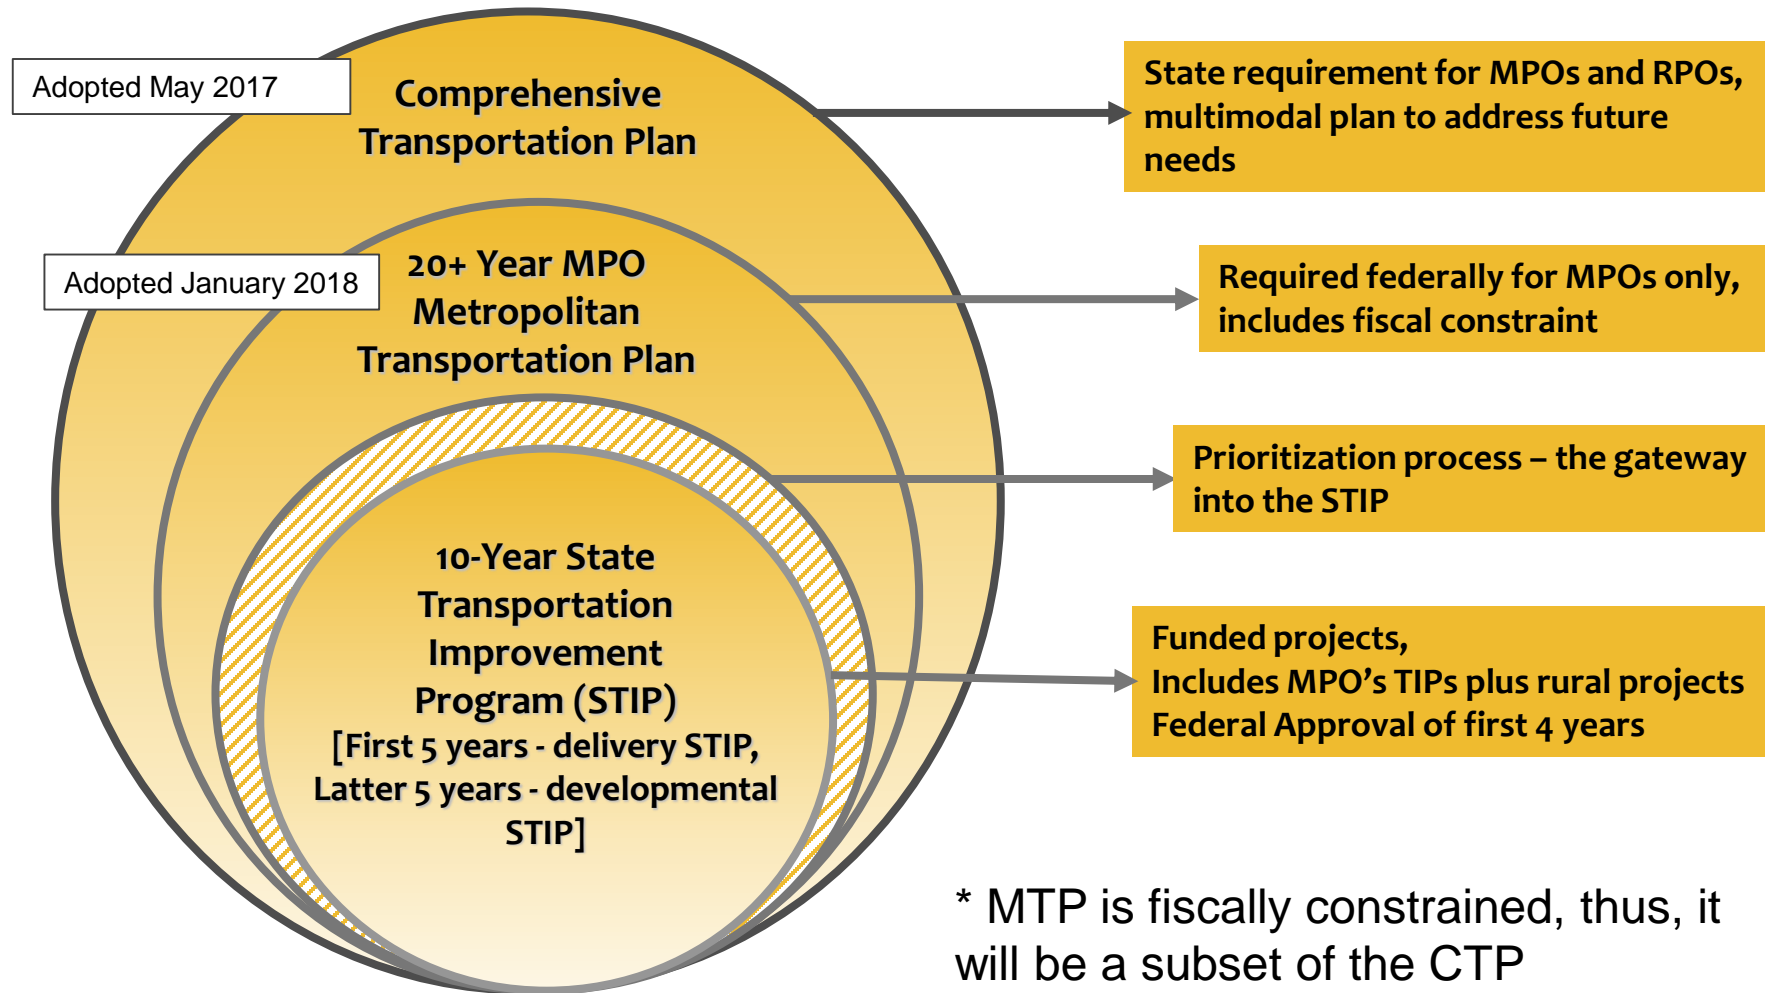 Adopted May 2017
Comprehensive
Transportation Plan
State requirement for MPOs and RPOs,
multimodal plan to address future
needs
Adopted January 2018
20+ Year MPO
Metropolitan
Transportation Plan
Required federally for MPOs only,
includes fiscal constraint
Prioritization process – the gateway
into the STIP
10-Year State
Transportation
Improvement
Program (STIP)
[First 5 years - delivery STIP,
Latter 5 years - developmental
STIP]
Funded projects,
Includes MPO’s TIPs plus rural projects
Federal Approval of first 4 years
* MTP is fiscally constrained, thus, it
will be a subset of the CTP